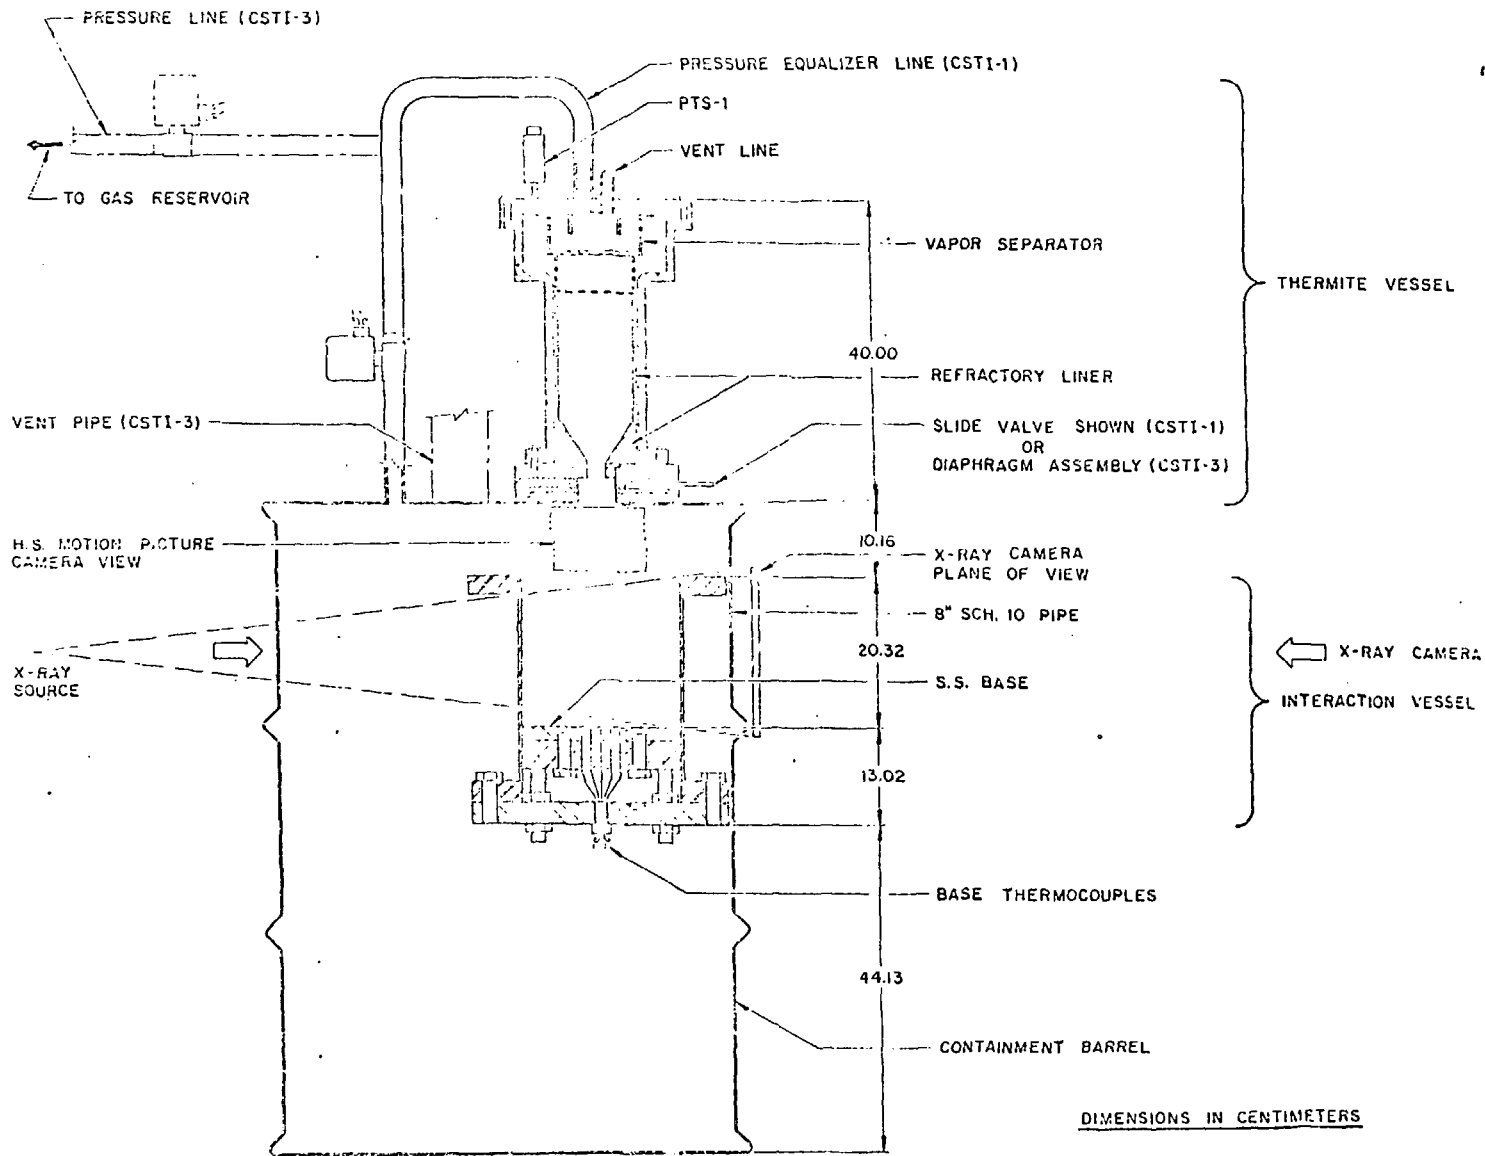 PRESSURE LINE (CSTI-3)
PRESSURE EQUALIZER LINE (CSTI-1)
PTS-1
VENT LINE
TO GAS RESERVOIR
VAPOR SEPARATOR
THERMITE VESSEL
40.00
REFRACTORY LINER
VENT PIPE (CSTI-3)
SLIDE VALVE SHOWN (CSTI-1)
OR
DIAPHRAGM ASSEMBLY (CSTI-3)
H.S. MOTION PICTURE
CAMERA VIEW
10.16
X-RAY CAMERA
PLANE OF VIEW
8" SCH. 10 PIPE
20.32
X-RAY CAMERA
X-RAY
SOURCE
S.S. BASE
INTERACTION VESSEL
13.02
BASE THERMOCOUPLES
44.13
CONTAINMENT BARREL
DIMENSIONS IN CENTIMETERS